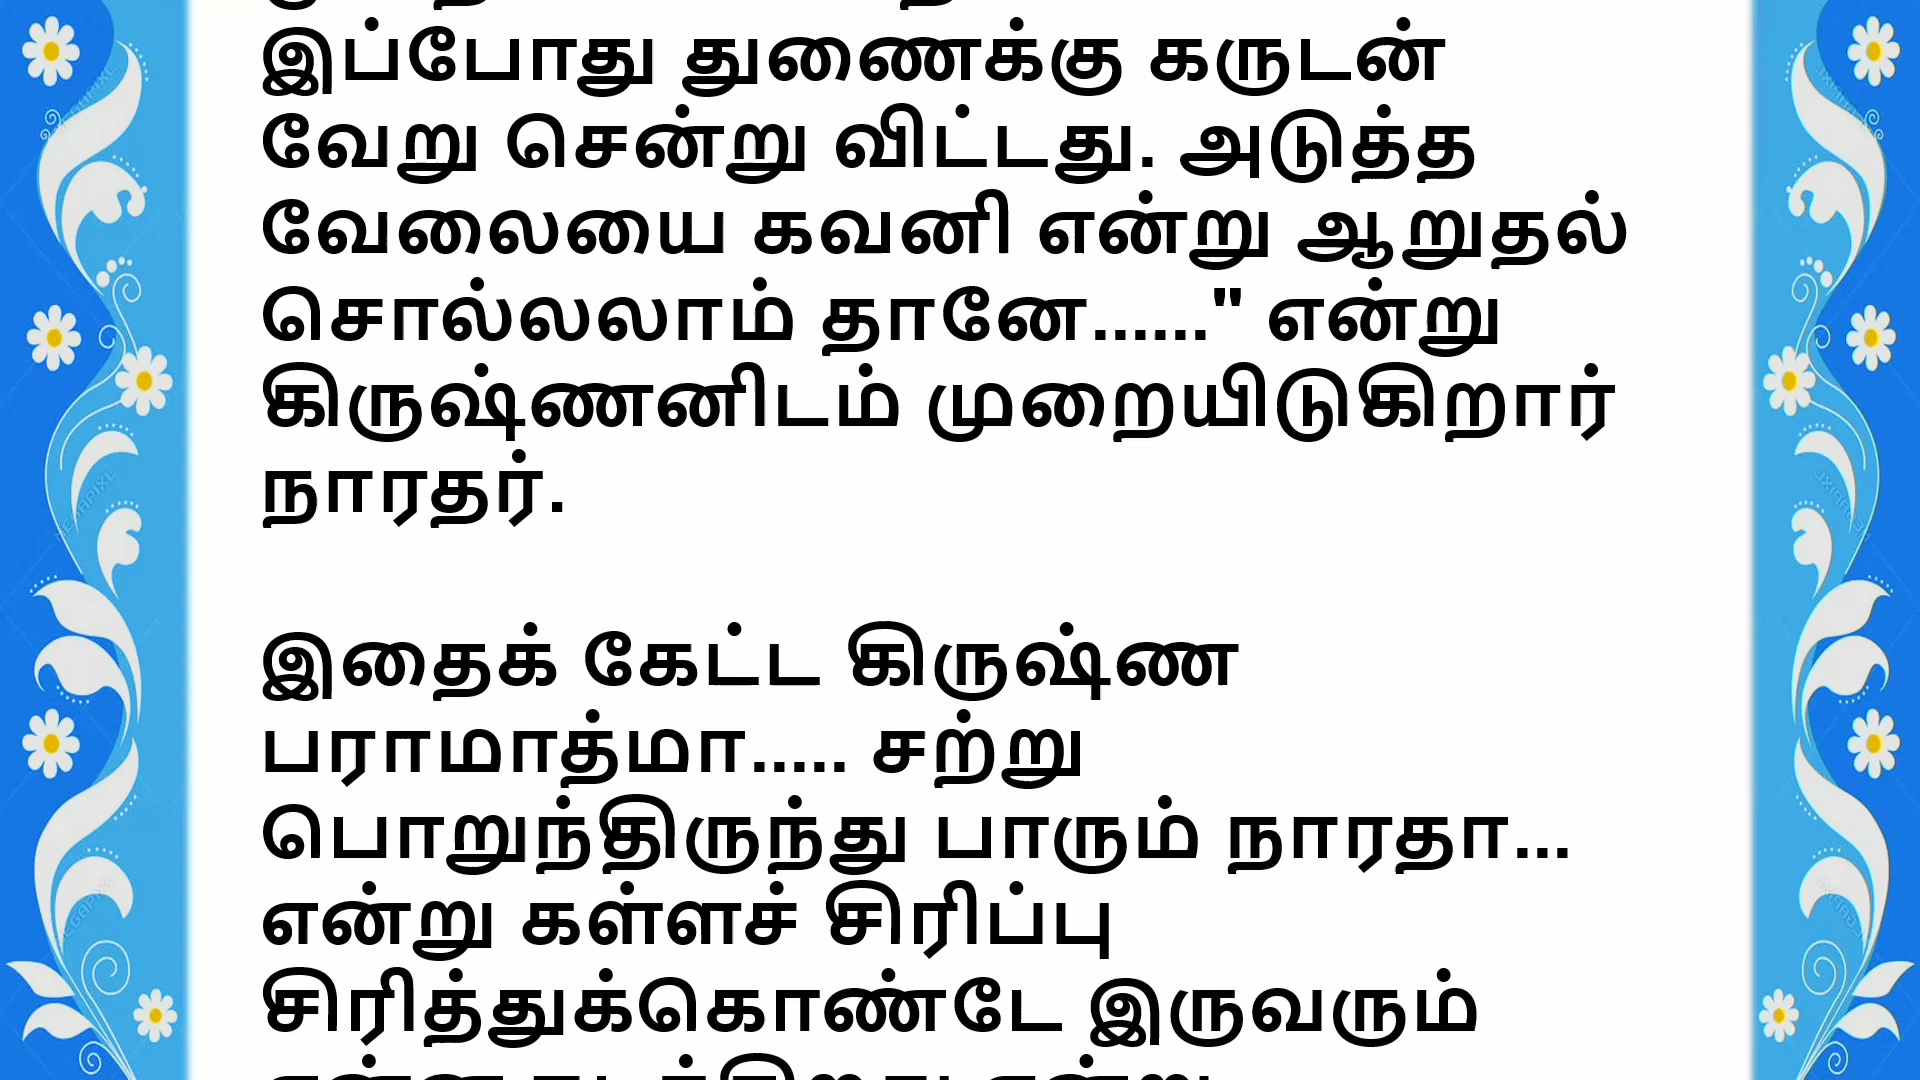 இப்போது துணைக்கு கருடன்
வேறு சென்று விட்டது. அடுத்த
வேலையை கவனி என்று ஆறுதல்
சொல்லலாம் தானே......" என்று
கிருஷ்ணனிடம் முறையிடுகிறார்
நாரதர்.
இதைக் கேட்ட கிருஷ்ண
பராமாத்மா..... சற்று
பொறுந்திருந்து பாரும் நாரதா...
என்று கள்ளச் சிரிப்பு
சிரித்துக்கொண்டே இருவரும்